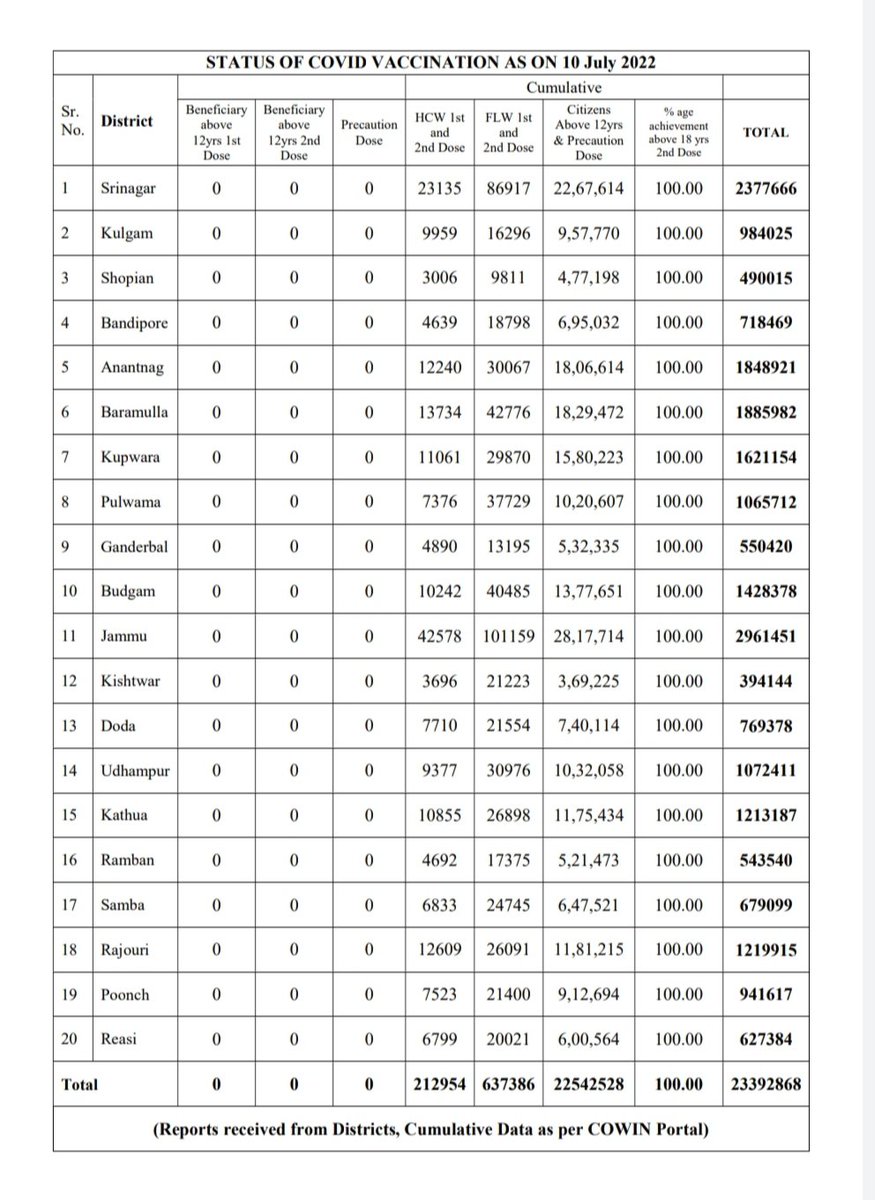 STATUS OF COVID VACCINATION AS ON 10 July 2022
Cumulative
Sr. No. District Beneficiary above 12yrs 1st Dose Beneficiary above 12yrs 2nd Dose Precaution Dose HCW 1st and 2nd Dose FLW 1st and 2nd Dose Citizens Above 12yrs & Precaution Dose % age achievement above 18 yrs 2nd Dose TOTAL
1 Srinagar 0 0 0 23135 86917 22,67,614 100.00 2377666
2 Kulgam 0 0 0 9959 16296 9,57,770 100.00 984025
3 Shopian 0 0 0 3006 9811 4,77,198 100.00 490015
4 Bandipore 0 0 0 4639 18798 6,95,032 100.00 718469
5 Anantnag 0 0 0 12240 30067 18,06,614 100.00 1848921
6 Baramulla 0 0 0 13734 42776 18,29,472 100.00 1885982
7 Kupwara 0 0 0 11061 29870 15,80,223 100.00 1621154
8 Pulwama 0 0 0 7376 37729 10,20,607 100.00 1065712
9 Ganderbal 0 0 0 4890 13195 5,32,335 100.00 550420
10 Budgam 0 0 0 10242 40485 13,77,651 100.00 1428378
11 Jammu 0 0 0 42578 101159 28,17,714 100.00 2961451
12 Kishtwar 0 0 0 3696 21223 3,69,225 100.00 394144
13 Doda 0 0 0 7710 21554 7,40,114 100.00 769378
14 Udhampur 0 0 0 9377 30976 10,32,058 100.00 1072411
15 Kathua 0 0 0 10855 26898 11,75,434 100.00 1213187
16 Ramban 0 0 0 4692 17375 5,21,473 100.00 543540
17 Samba 0 0 0 6833 24745 6,47,521 100.00 679099
18 Rajouri 0 0 0 12609 26091 11,81,215 100.00 1219915
19 Poonch 0 0 0 7523 21400 9,12,694 100.00 941617
20 Reasi 0 0 0 6799 20021 6,00,564 100.00 627384
Total 0 0 0 212954 637386 22542528 100.00 23392868
(Reports received from Districts, Cumulative Data as per COWIN Portal)